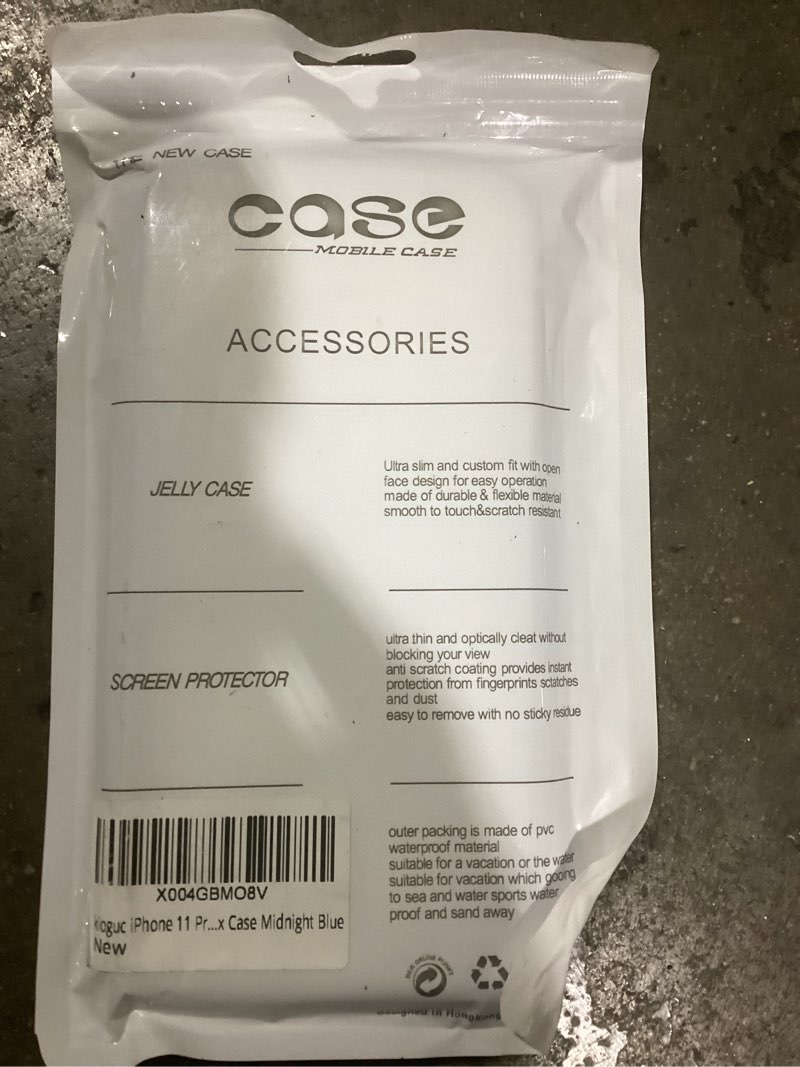 THE NEW CASE
case
MOBILE CASE
ACCESSORIES
JELLY CASE
Ultra slim and custom fit with open
face design for easy operation
made of durable & flexible material
smooth to touch&scratch resistant
SCREEN PROTECTOR
ultra thin and optically cleat without
blocking your view
anti scratch coating provides instant
protection from fingerprints sctatches
and dust
easy to remove with no sticky residue
X004GBMO8V
oguc iPhone 11 Pr...x Case Midnight Blue
New
outer packing is made of pvc
waterproof material
suitable for a vacation or the water
suitable for vacation which gooing
to sea and water sports water
proof and sand away
Designed in HongKong